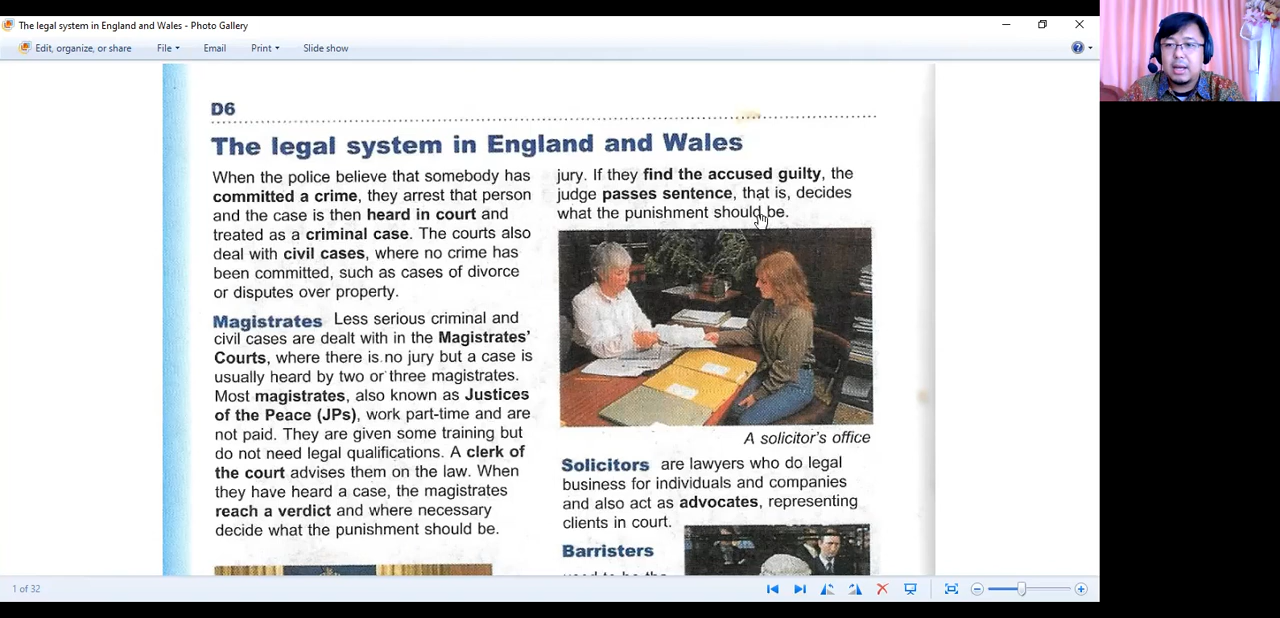 The legal system in England and Wales - Photo Gallery
Edit, organize, or share File Email Print Slide show
D6
The legal system in England and Wales
When the police believe that somebody has
committed a crime, they arrest that person
and the case is then heard in court and
treated as a criminal case. The courts also
deal with civil cases, where no crime has
been committed, such as cases of divorce
or disputes over property.
Magistrates Less serious criminal and
civil cases are dealt with in the Magistrates'
Courts, where there is no jury but a case is
usually heard by two or three magistrates.
Most magistrates, also known as Justices
of the Peace (JPs), work part-time and are
not paid. They are given some training but
do not need legal qualifications. A clerk of
the court advises them on the law. When
they have heard a case, the magistrates
reach a verdict and where necessary
decide what the punishment should be.
jury. If they find the accused guilty, the
judge passes sentence, that is, decides
what the punishment should be.
A solicitor's office
Solicitors are lawyers who do legal
business for individuals and companies
and also act as advocates, representing
clients in court.
Barristers
1 of 32